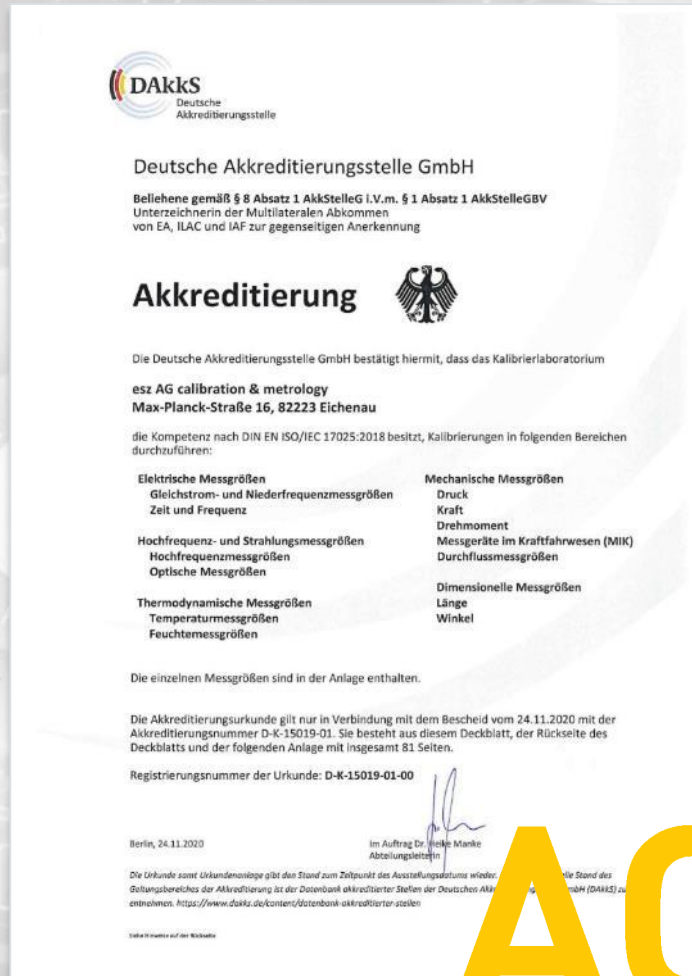 DAkkS
Deutsche
Akkreditierungsstelle
Deutsche Akkreditierungsstelle GmbH
Beliehene gemäß § 8 Absatz 1 AkkStelleG i.V.m. § 1 Absatz 1 AkkStelleGBV
Unterzeichnerin der Multilateralen Abkommen
von EA, ILAC und IAF zur gegenseitigen Anerkennung
Akkreditierung
Die Deutsche Akkreditierungsstelle GmbH bestätigt hiermit, dass das Kalibrierlaboratorium
esz AG calibration & metrology
Max-Planck-Straße 16, 82223 Eichenau
die Kompetenz nach DIN EN ISO/IEC 17025:2018 besitzt, Kalibrierungen in folgenden Bereichen
durchzuführen:
Elektrische Messgrößen
Gleichstrom- und Niederfrequenzmessgrößen
Zeit und Frequenz
Hochfrequenz- und Strahlungsmessgrößen
Hochfrequenzmessgrößen
Optische Messgrößen
Thermodynamische Messgrößen
Temperaturmessgrößen
Feuchtemessgrößen
Mechanische Messgrößen
Druck
Kraft
Drehmoment
Messgeräte im Kraftfahrwesen (MIK)
Durchflussmessgrößen
Dimensionelle Messgrößen
Länge
Winkel
Die einzelnen Messgrößen sind in der Anlage enthalten.
Die Akkreditierungsurkunde gilt nur in Verbindung mit dem Bescheid vom 24.11.2020 mit der
Akkreditierungsnummer D-K-15019-01. Sie besteht aus diesem Deckblatt, der Rückseite des
Deckblatts und der folgenden Anlage mit insgesamt 81 Seiten.
Registrierungsnummer der Urkunde: D-K-15019-01-00
Berlin, 24.11.2020
Im Auftrag Dr. Heike Manke
Abteilungsleiterin
Die Urkunde samt Urkundenanlage gibt den Stand zum Zeitpunkt des Ausstellungsdatums wieder. Stand des
Geltungsbereiches der Akkreditierung ist der Datenbank akkreditierter Stellen der Deutschen (DAkkS) zu
entnehmen. https://www.dakks.de/content/datenbank-akkreditierter-stellen
Siehe Hinweise auf der Rückseite
AC